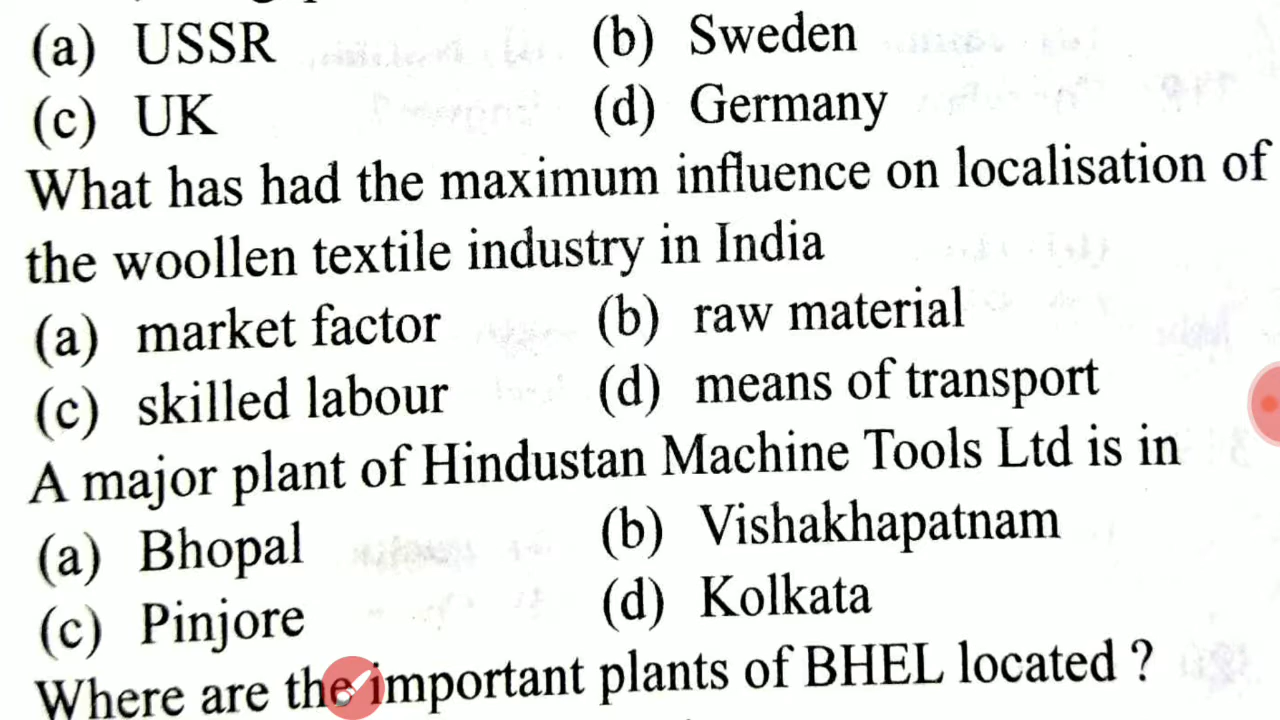 (a) USSR (b) Sweden
(c) UK (d) Germany
What has had the maximum influence on localisation of
the woollen textile industry in India
(a) market factor (b) raw material
(c) skilled labour (d) means of transport
A major plant of Hindustan Machine Tools Ltd is in
(a) Bhopal (b) Vishakhapatnam
(c) Pinjore (d) Kolkata
Where are the important plants of BHEL located ?